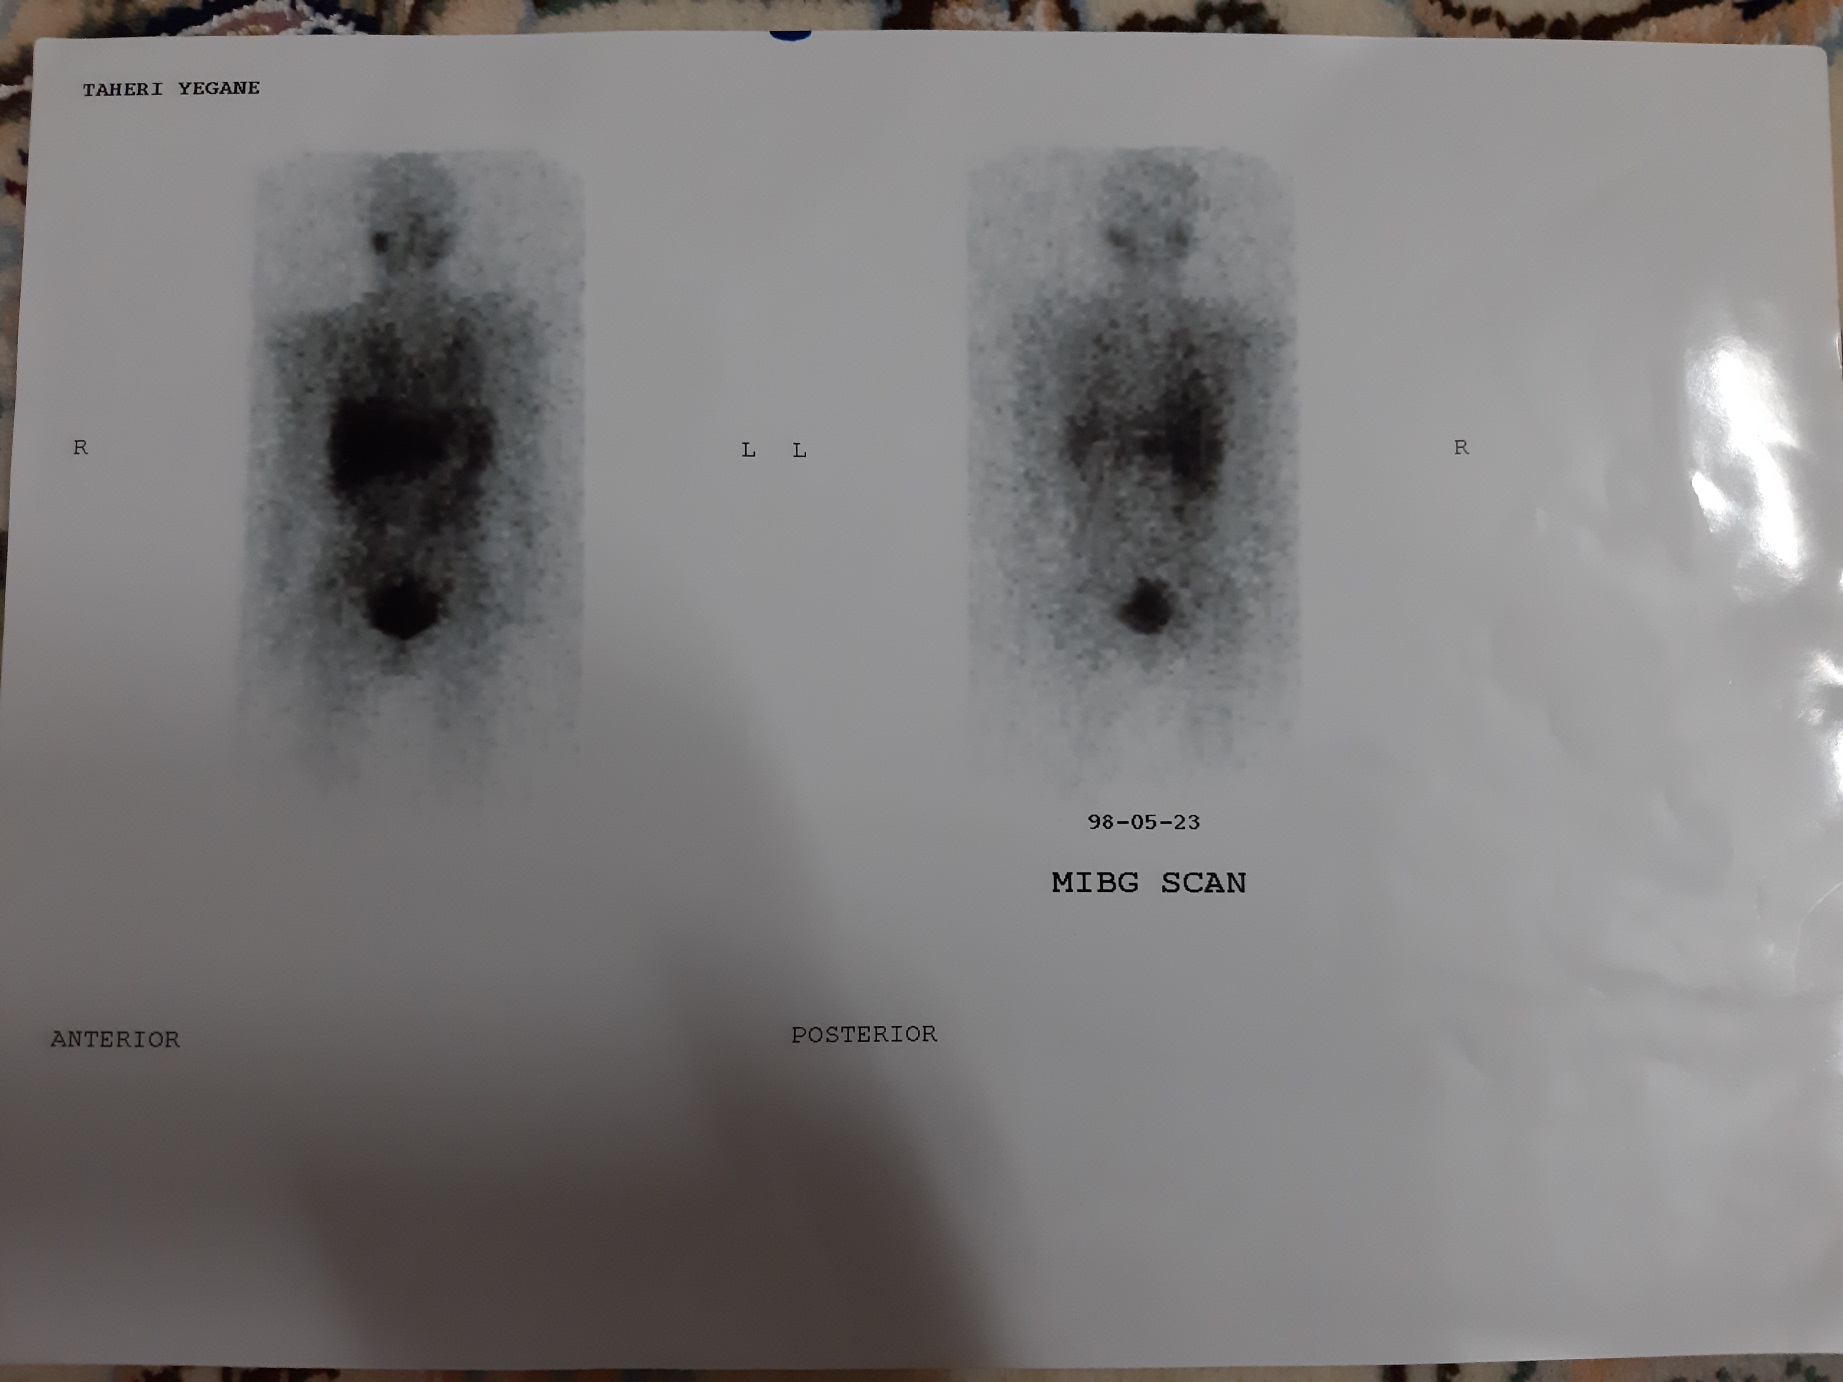 TAHERI YEGANE
R
L L
R
98-05-23
MIBG SCAN
ANTERIOR
POSTERIOR